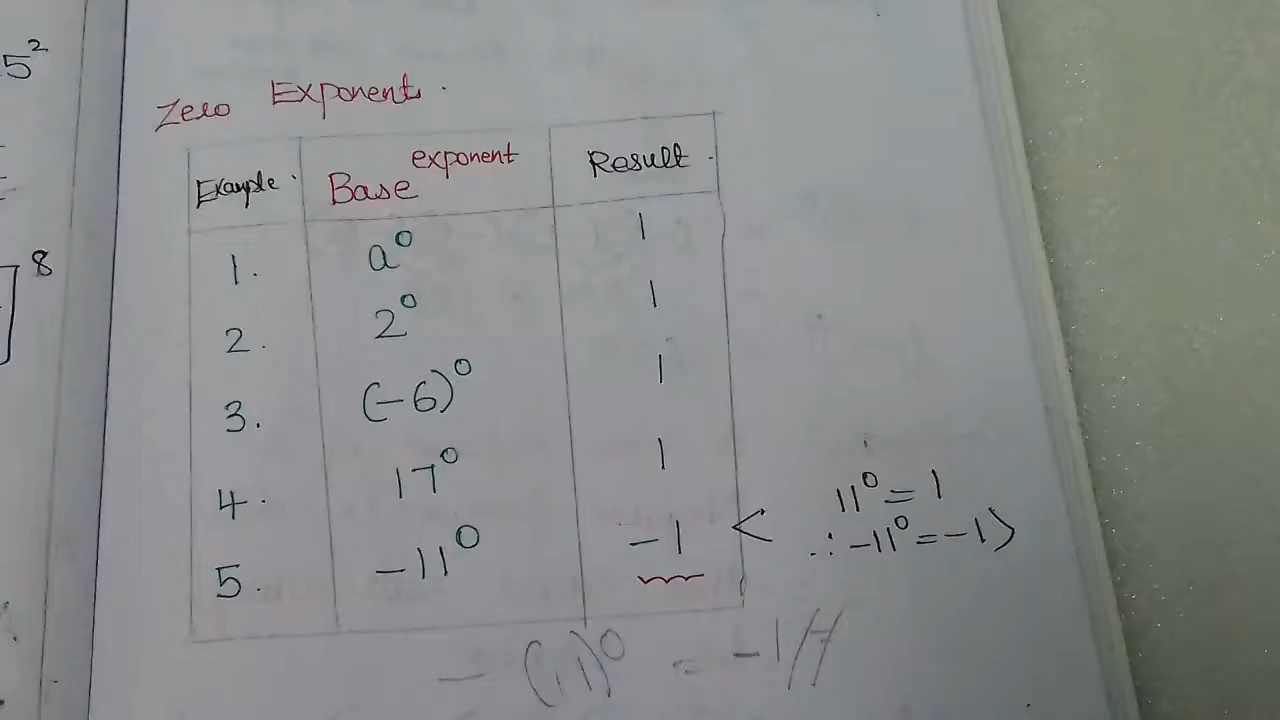 5²
8
Zero Exponent.
Example. Base exponent Result.
1. a⁰ 1
2. 2⁰ 1
3. (-6)⁰ 1
4. 17⁰ 1
5. -11⁰ -1
< 11⁰ = 1
∴ -11⁰ = -1 >
- (11)⁰ = -1//